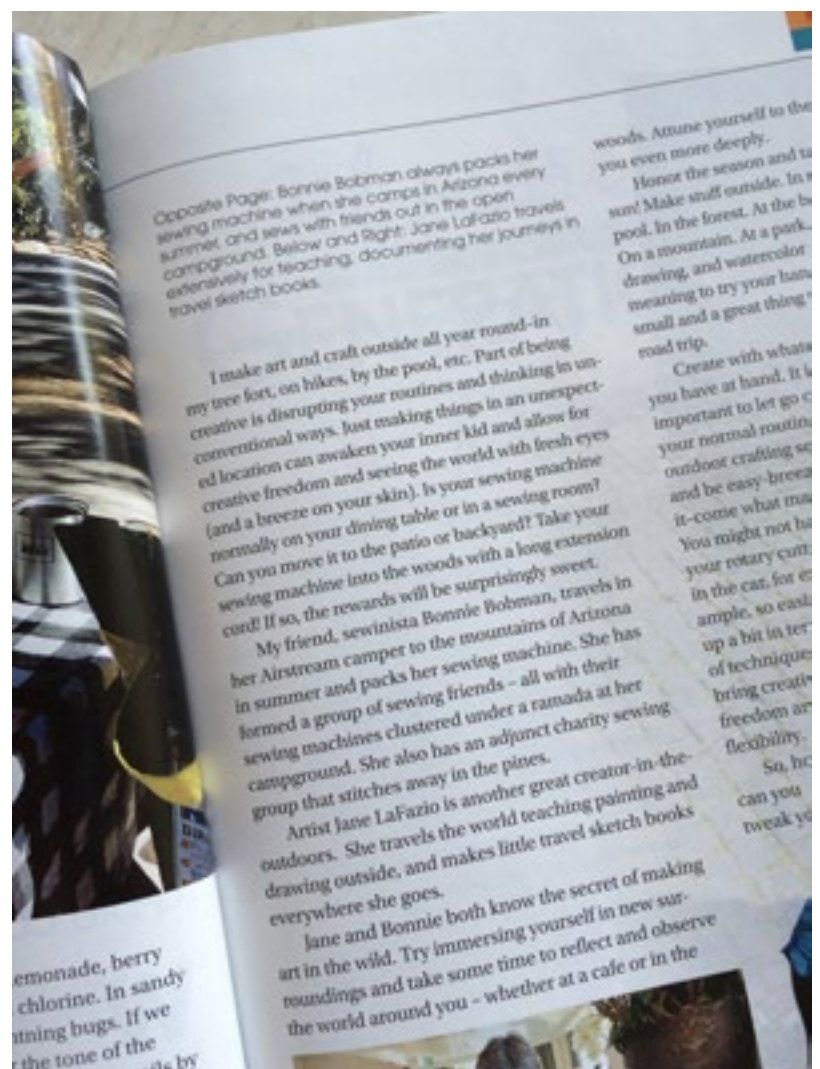 emonade, berry
chlorine. In sandy
htning bugs. If we
the tone of the
ils by
Opposite Page: Bonnie Bobman always packs her
sewing machine when she camps in Arizona every
summer, and sews with friends out in the open
campground. Below and Right: Jane LaFazio travels
extensively for teaching, documenting her journeys in
travel sketch books.
I make art and craft outside all year round–in
my tree fort, on hikes, by the pool, etc. Part of being
creative is disrupting your routines and thinking in un-
conventional ways. Just making things in an unexpect-
ed location can awaken your inner kid and allow for
creative freedom and seeing the world with fresh eyes
(and a breeze on your skin). Is your sewing machine
normally on your dining table or in a sewing room?
Can you move it to the patio or backyard? Take your
sewing machine into the woods with a long extension
cord! If so, the rewards will be surprisingly sweet.
My friend, sewinista Bonnie Bobman, travels in
her Airstream camper to the mountains of Arizona
in summer and packs her sewing machine. She has
formed a group of sewing friends – all with their
sewing machines clustered under a ramada at her
campground. She also has an adjunct charity sewing
group that stitches away in the pines.
Artist Jane LaFazio is another great creator-in-the-
outdoors. She travels the world teaching painting and
drawing outside, and makes little travel sketch books
everywhere she goes.
Jane and Bonnie both know the secret of making
art in the wild. Try immersing yourself in new sur-
roundings and take some time to reflect and observe
the world around you – whether at a cafe or in the
woods. Attune yourself to the
you even more deeply.
Honor the season and ta
sun! Make stuff outside. In
pool. In the forest. At the b
On a mountain. At a park.
drawing, and watercolor
meaning to try your han
small and a great thing
road trip.
Create with whate
you have at hand. It i
important to let go
your normal routin
outdoor crafting se
and be easy-breez
it–come what ma
You might not ha
your rotary cutt
in the car, for ex
ample, so eas
up a bit in ter
of technique
bring creati
freedom an
flexibility.
So, ho
can you
tweak yo